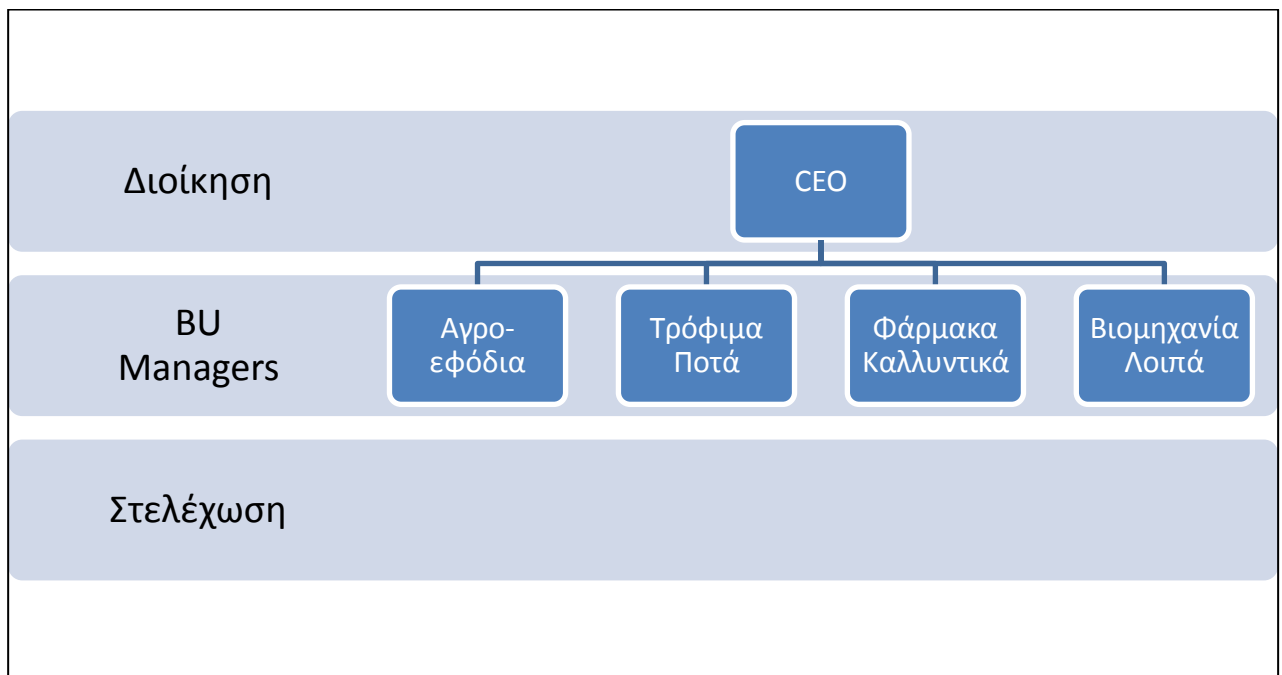 Διοίκηση
CEO
BU
Managers
Αγρο-
εφόδια
Τρόφιμα
Ποτά
Φάρμακα
Καλλυντικά
Βιομηχανία
Λοιπά
Στελέχωση